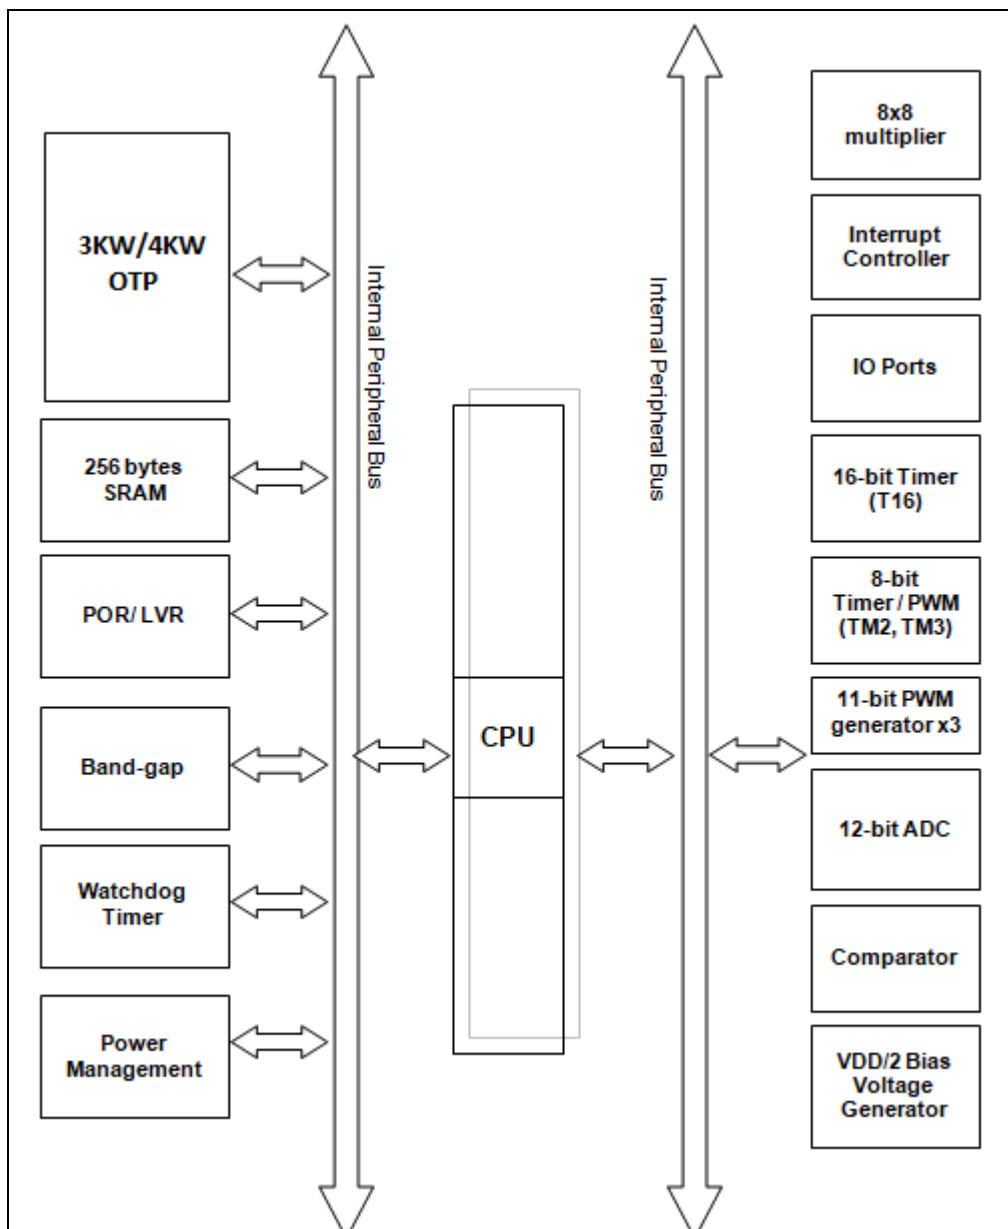 3KW/4KW
OTP
256 bytes
SRAM
POR/ LVR
Band-gap
Watchdog
Timer
Power
Management
Internal Peripheral Bus
CPU
Internal Peripheral Bus
8x8
multiplier
Interrupt
Controller
IO Ports
16-bit Timer
(T16)
8-bit
Timer / PWM
(TM2, TM3)
11-bit PWM
generator x3
12-bit ADC
Comparator
VDD/2 Bias
Voltage
Generator